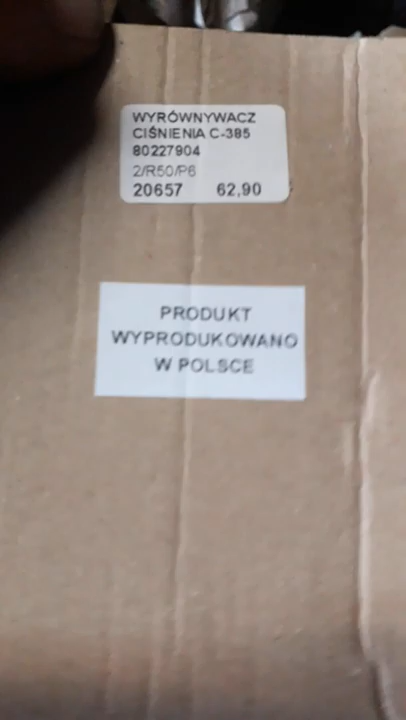 WYRÓWNYWACZ
CIŚNIENIA C-385
80227904
2/R50/P6
20657 62,90
PRODUKT
WYPRODUKOWANO
W POLSCE